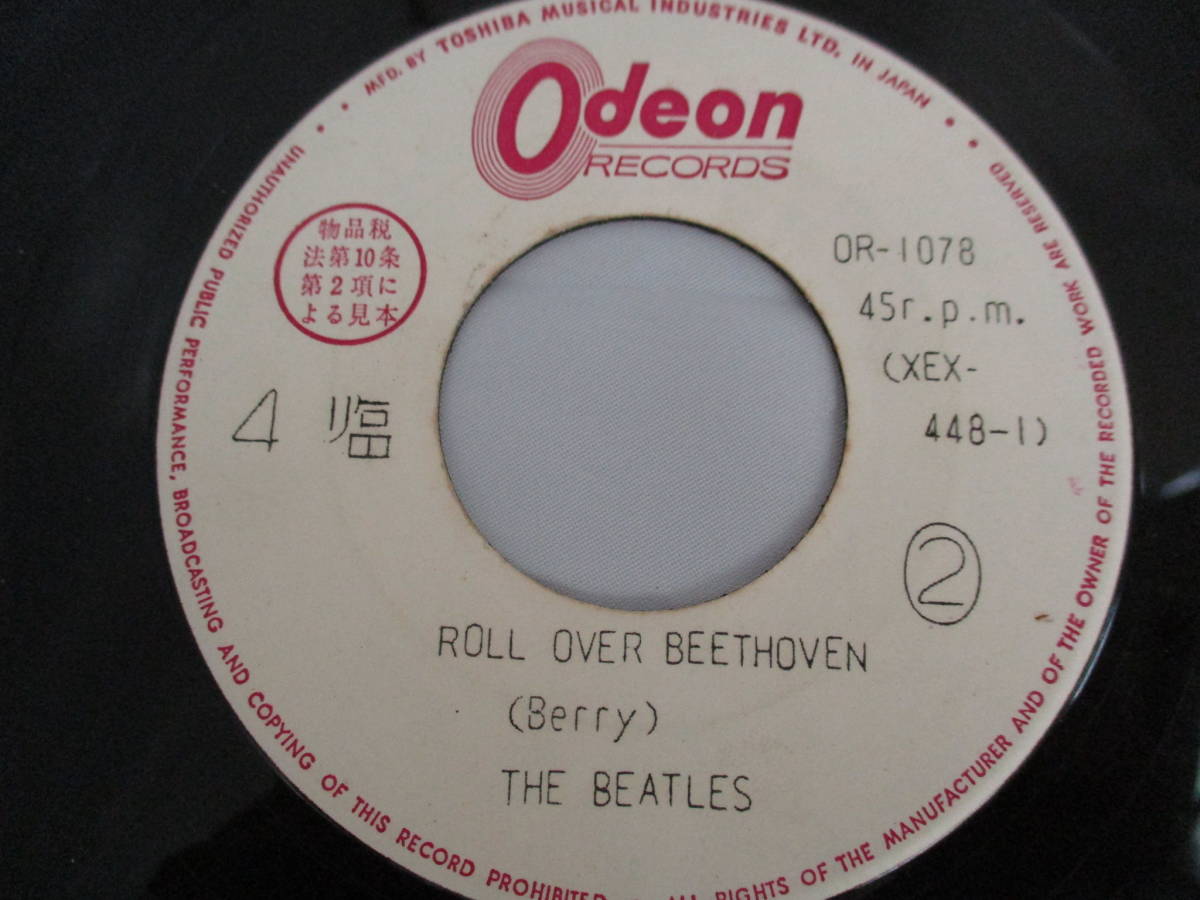 MFD. BY TOSHIBA MUSICAL INDUSTRIES LTD. IN JAPAN
Odeon
RECORDS
物品税
法第10条
第2項に
よる見本
OR-1078
45r.p.m.
(XEX-
448-1)
4 臨
②
ROLL OVER BEETHOVEN
(Berry)
THE BEATLES
UNAUTHORIZED PUBLIC PERFORMANCE, BROADCASTING AND COPYING OF THIS RECORD PROHIBITED ALL RIGHTS OF THE MANUFACTURER AND OF THE OWNER OF THE RECORDED WORK ARE RESERVED